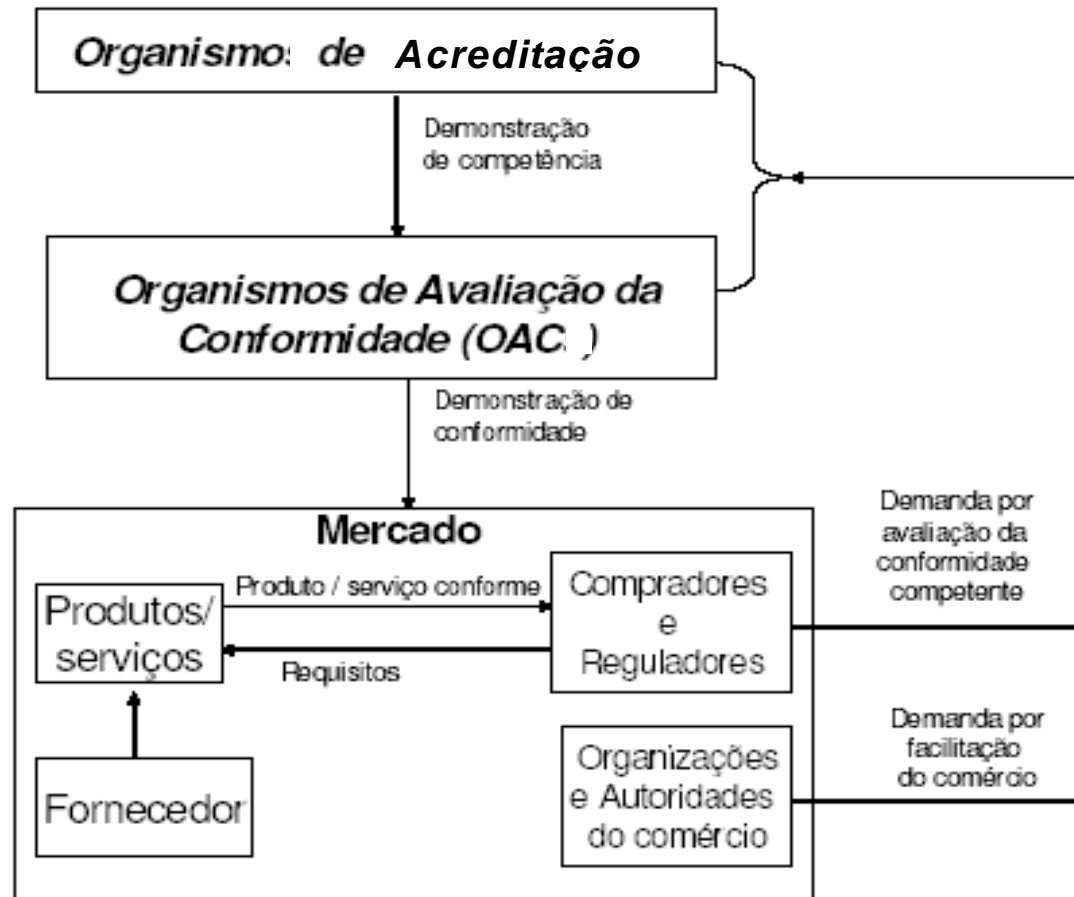 Organismos de Acreditação
Demonstração
de competência
Organismos de Avaliação da
Conformidade (OAC )
Demonstração de
conformidade
Mercado
Produto / serviço conforme
Produtos/
serviços
Requisitos
Compradores
e
Reguladores
Fornecedor
Organizações
e Autoridades
do comércio
Demanda por
avaliação da
conformidade
competente
Demanda por
facilitação
do comércio